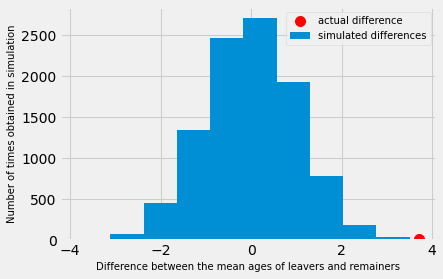 actual difference
simulated differences
Number of times obtained in simulation
2500
2000
1500
1000
500
0
−4
−2
0
2
4
Difference between the mean ages of leavers and remainers